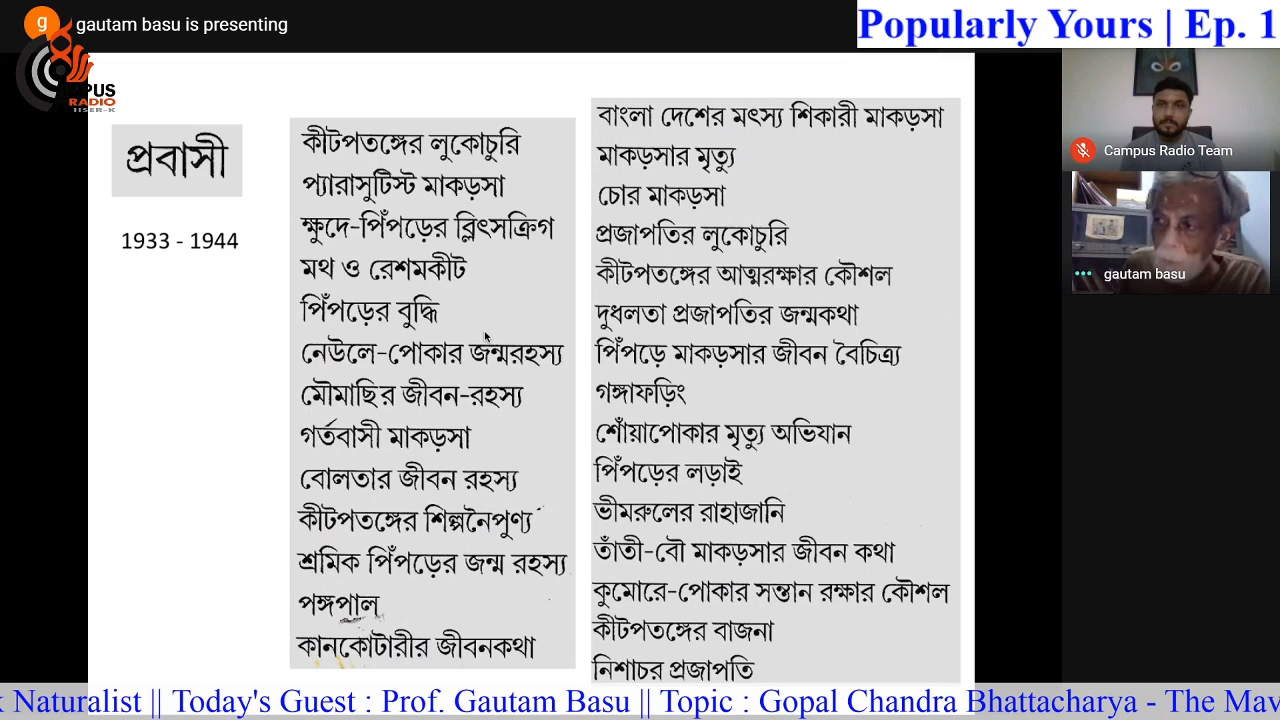 g gautam basu is presenting
Popularly Yours | Ep. 1
CAMPUS
RADIO
IISER-K
প্রবাসী
1933 - 1944
কীটপতঙ্গের লুকোচুরি
প্যারাসুটিস্ট মাকড়সা
ক্ষুদে-পিঁপড়ের ব্লিৎসক্রিগ
মথ ও রেশমকীট
পিঁপড়ের বুদ্ধি
নেউলে-পোকার জন্মরহস্য
মৌমাছির জীবন-রহস্য
গর্তবাসী মাকড়সা
বোলতার জীবন রহস্য
কীটপতঙ্গের শিল্পনৈপুণ্য
শ্রমিক পিঁপড়ের জন্ম রহস্য
পঙ্গপাল
কানকোটারীর জীবনকথা
বাংলা দেশের মৎস্য শিকারী মাকড়সা
মাকড়সার মৃত্যু
চোর মাকড়সা
প্রজাপতির লুকোচুরি
কীটপতঙ্গের আত্মরক্ষার কৌশল
দুধলতা প্রজাপতির জন্মকথা
পিঁপড়ে মাকড়সার জীবন বৈচিত্র্য
গঙ্গাফড়িং
শোঁয়াপোকার মৃত্যু অভিযান
পিঁপড়ের লড়াই
ভীমরুলের রাহাজানি
তাঁতী-বৌ মাকড়সার জীবন কথা
কুমোরে-পোকার সন্তান রক্ষার কৌশল
কীটপতঙ্গের বাজনা
নিশাচর প্রজাপতি
Campus Radio Team
gautam basu
Naturalist || Today's Guest : Prof. Gautam Basu || Topic : Gopal Chandra Bhattacharya - The Mav